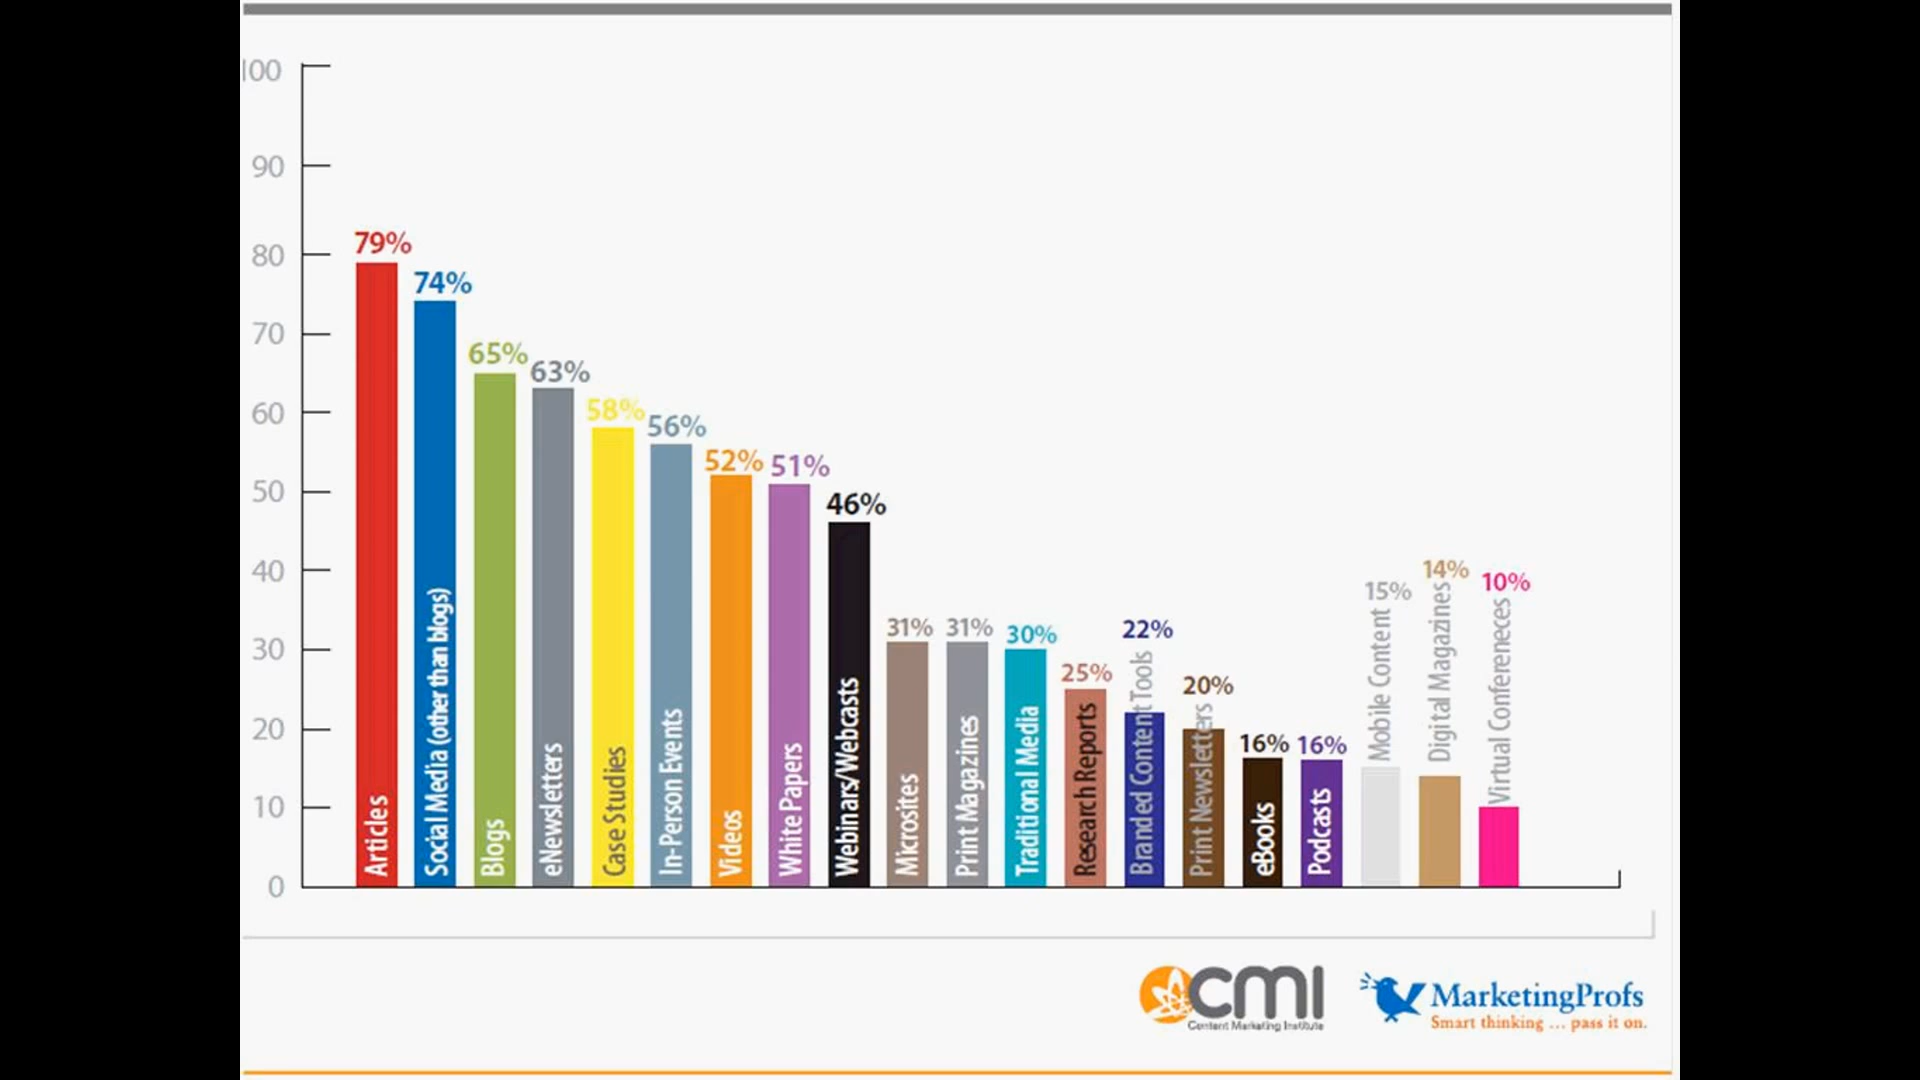 100
90
80
70
60
50
40
30
20
10
0
79%
74%
65%
63%
58%
56%
52%
51%
46%
31%
31%
30%
25%
22%
20%
16%
16%
15%
14%
10%
Articles
Social Media (other than blogs)
Blogs
eNewsletters
Case Studies
In-Person Events
Videos
White Papers
Webinars/Webcasts
Microsites
Print Magazines
Traditional Media
Research Reports
Branded Content Tools
Print Newsletters
eBooks
Podcasts
Mobile Content
Digital Magazines
Virtual Confereneces
cmi
Content Marketing Institute
MarketingProfs
Smart thinking ... pass it on.